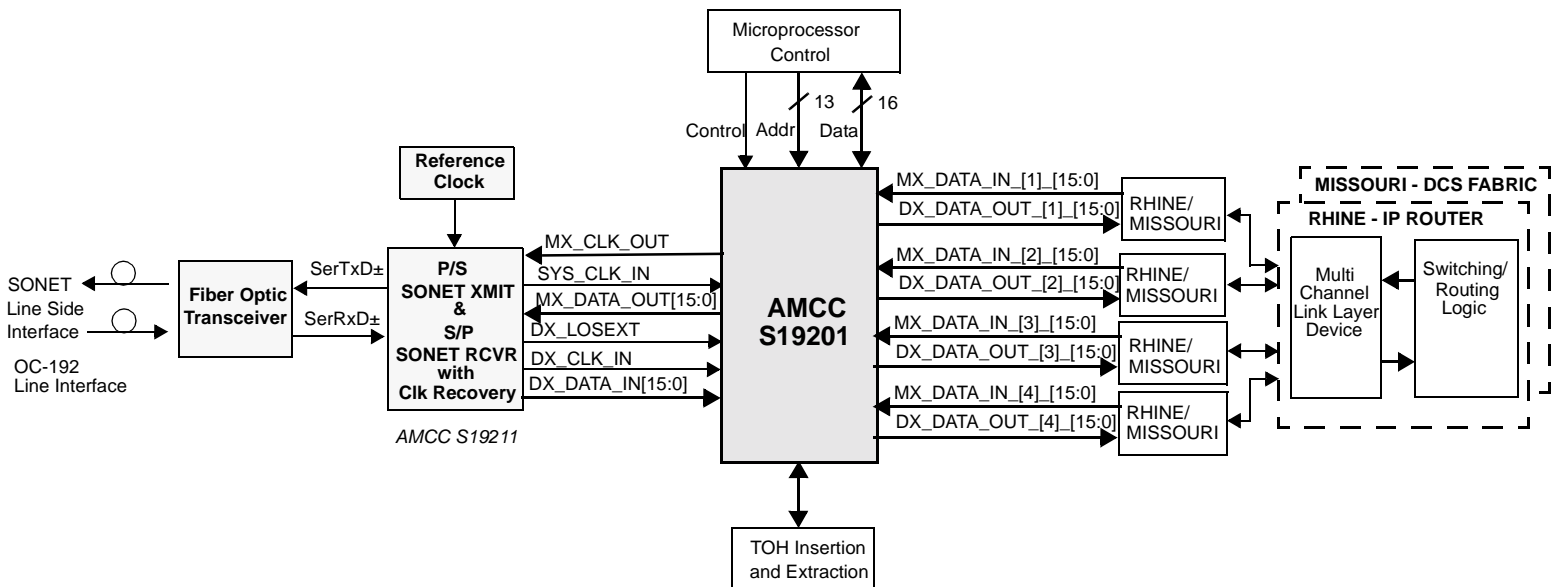 Microprocessor
Control
13
16
Control
Addr
Data
Reference
Clock
SONET
Line Side
Interface
OC-192
Line Interface
Fiber Optic
Transceiver
SerTxD±
SerRxD±
P/S
SONET XMIT
&
S/P
SONET RCVR
with
Clk Recovery
AMCC S19211
MX_CLK_OUT
SYS_CLK_IN
MX_DATA_OUT[15:0]
DX_LOSEXT
DX_CLK_IN
DX_DATA_IN[15:0]
AMCC
S19201
MX_DATA_IN_[1]_[15:0]
DX_DATA_OUT_[1]_[15:0]
MX_DATA_IN_[2]_[15:0]
DX_DATA_OUT_[2]_[15:0]
MX_DATA_IN_[3]_[15:0]
DX_DATA_OUT_[3]_[15:0]
MX_DATA_IN_[4]_[15:0]
DX_DATA_OUT_[4]_[15:0]
RHINE/
MISSOURI
RHINE/
MISSOURI
RHINE/
MISSOURI
RHINE/
MISSOURI
MISSOURI - DCS FABRIC
RHINE - IP ROUTER
Multi
Channel
Link Layer
Device
Switching/
Routing
Logic
TOH Insertion
and Extraction